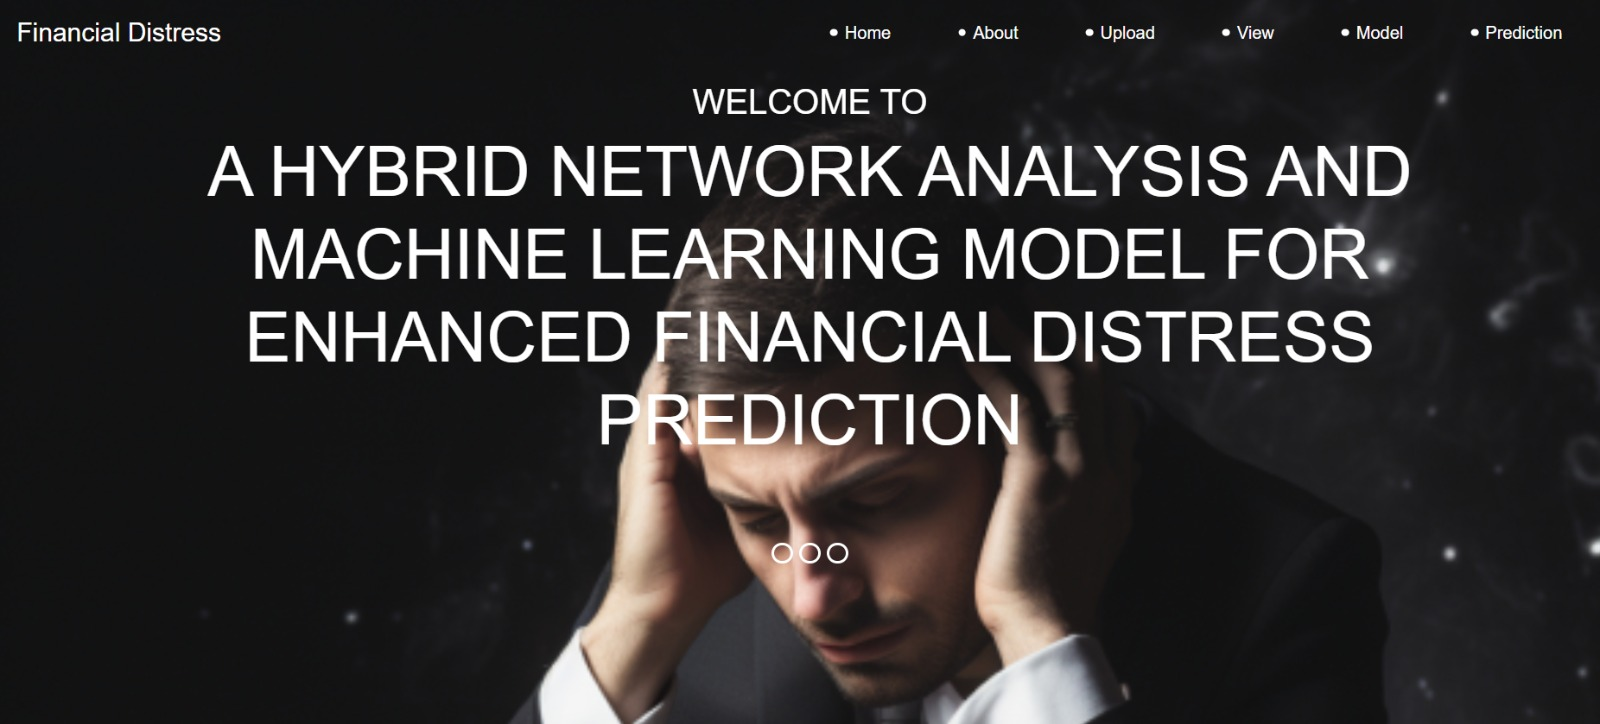 Financial Distress
Home
About
Upload
View
Model
Prediction
WELCOME TO
A HYBRID NETWORK ANALYSIS AND
MACHINE LEARNING MODEL FOR
ENHANCED FINANCIAL DISTRESS
PREDICTION